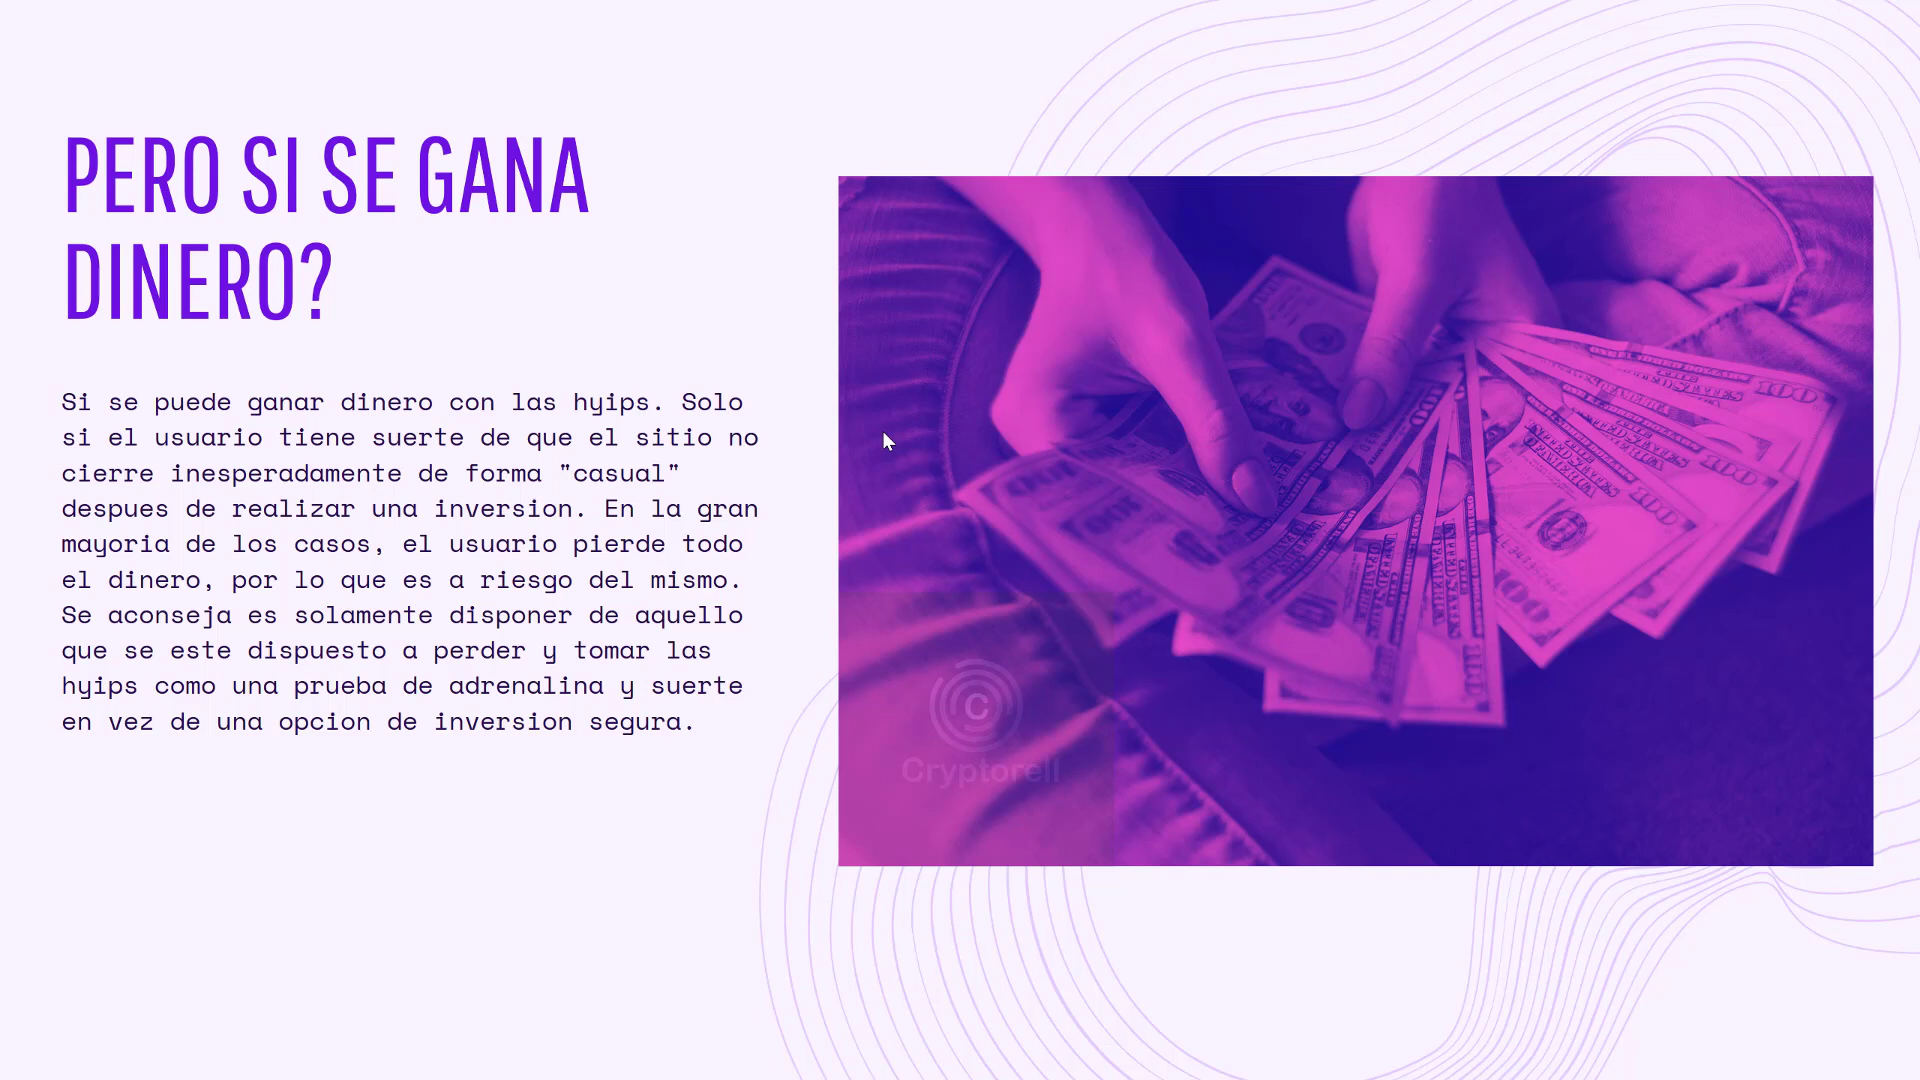 PERO SI SE GANA
DINERO?
Si se puede ganar dinero con las hyips. Solo
si el usuario tiene suerte de que el sitio no
cierre inesperadamente de forma "casual"
despues de realizar una inversion. En la gran
mayoria de los casos, el usuario pierde todo
el dinero, por lo que es a riesgo del mismo.
Se aconseja es solamente disponer de aquello
que se este dispuesto a perder y tomar las
hyips como una prueba de adrenalina y suerte
en vez de una opcion de inversion segura.
100
100
100
100
C
Cryptorell